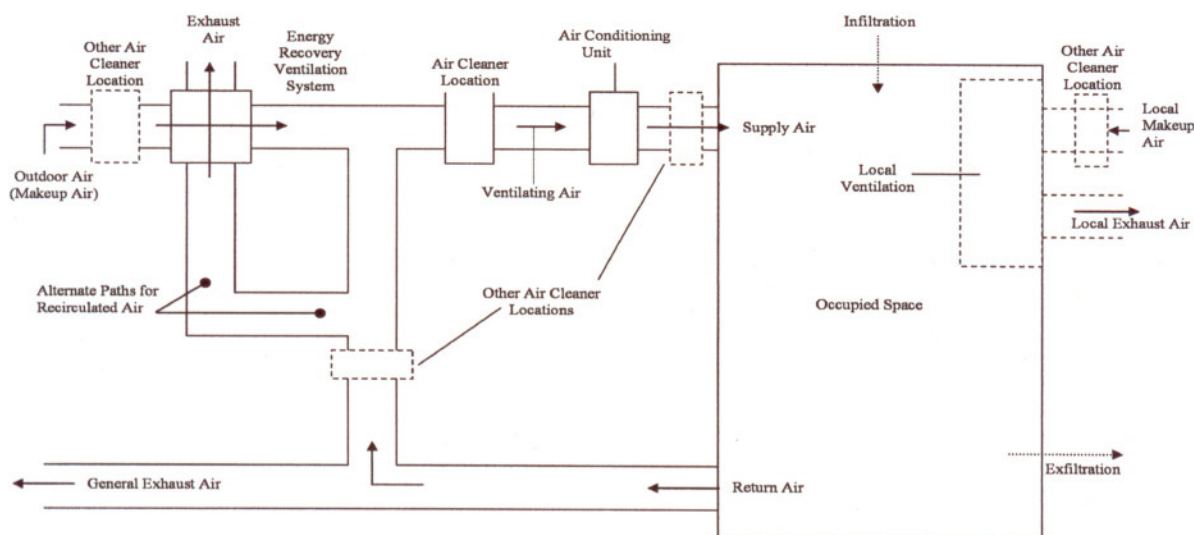 Exhaust
Air
Other Air
Cleaner
Location
Energy
Recovery
Ventilation
System
Air Cleaner
Location
Air Conditioning
Unit
Infiltration
Other Air
Cleaner
Location
Local
Makeup
Air
Outdoor Air
(Makeup Air)
Ventilating Air
Supply Air
Local
Ventilation
Local Exhaust Air
Alternate Paths for
Recirculated Air
Other Air Cleaner
Locations
Occupied Space
General Exhaust Air
Return Air
Exfiltration